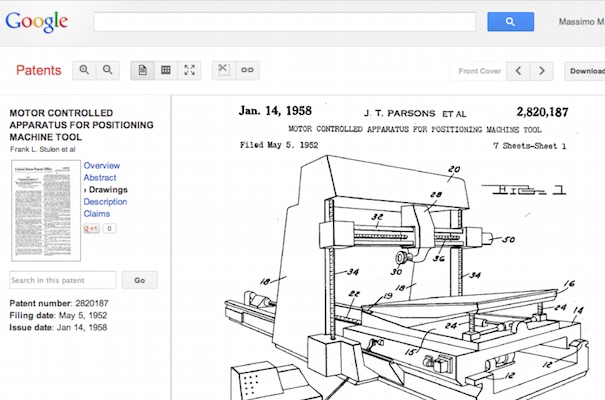 Google
Massimo M
Patents
Front Cover
Downloa
MOTOR CONTROLLED
APPARATUS FOR POSITIONING
MACHINE TOOL
Frank L. Stulen et al
Overview
Abstract
› Drawings
Description
Claims
+1 0
Search in this patent
Go
Patent number: 2820187
Filing date: May 5, 1952
Issue date: Jan 14, 1958
Jan. 14, 1958
J. T. PARSONS ET AL
2,820,187
MOTOR CONTROLLED APPARATUS FOR POSITIONING MACHINE TOOL
Filed May 5, 1952
7 Sheets-Sheet 1
20
28
32
36
50
30
18
34
18
34
16
19
22
24
24
14
15
12
12